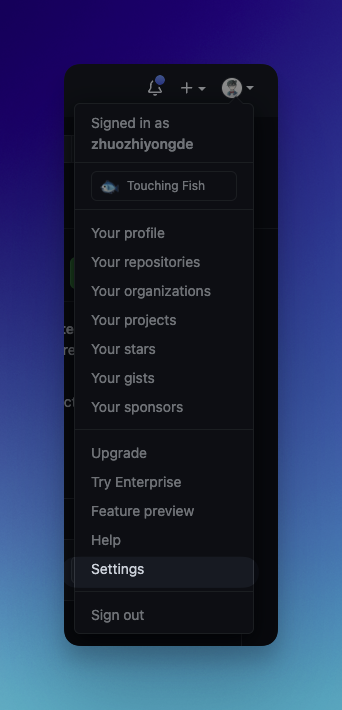 Signed in as
zhuozhiyongde
Touching Fish
Your profile
Your repositories
Your organizations
Your projects
Your stars
Your gists
Your sponsors
Upgrade
Try Enterprise
Feature preview
Help
Settings
Sign out